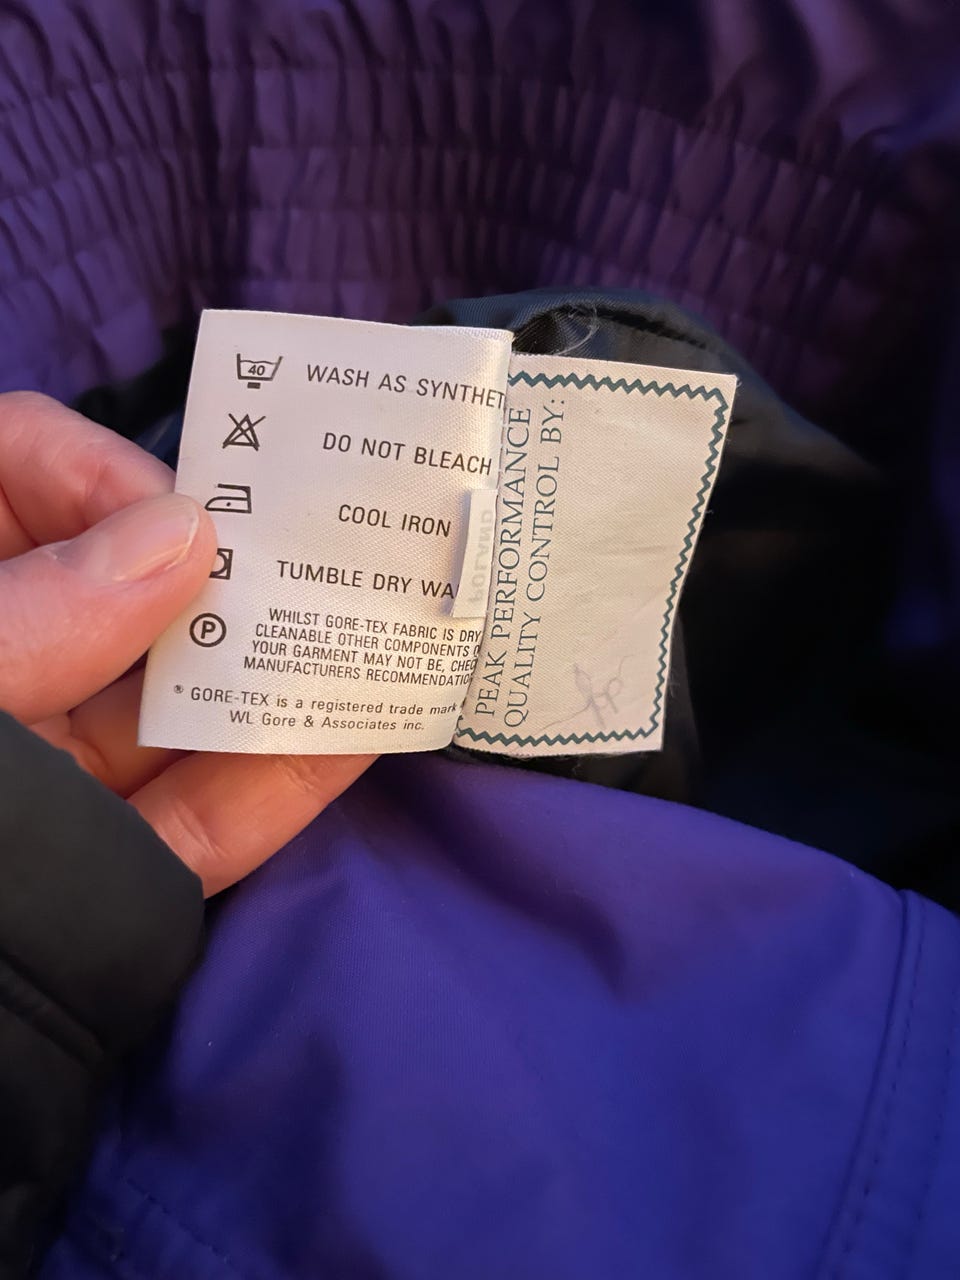 40
WASH AS SYNTHET
DO NOT BLEACH
COOL IRON
TUMBLE DRY WA
P
WHILST GORE-TEX FABRIC IS DRY
CLEANABLE OTHER COMPONENTS O
YOUR GARMENT MAY NOT BE, CHEC
MANUFACTURERS RECOMMENDATIO
® GORE-TEX is a registered trade mark
WL Gore & Associates inc.
POLAND
PEAK PERFORMANCE
QUALITY CONTROL BY: